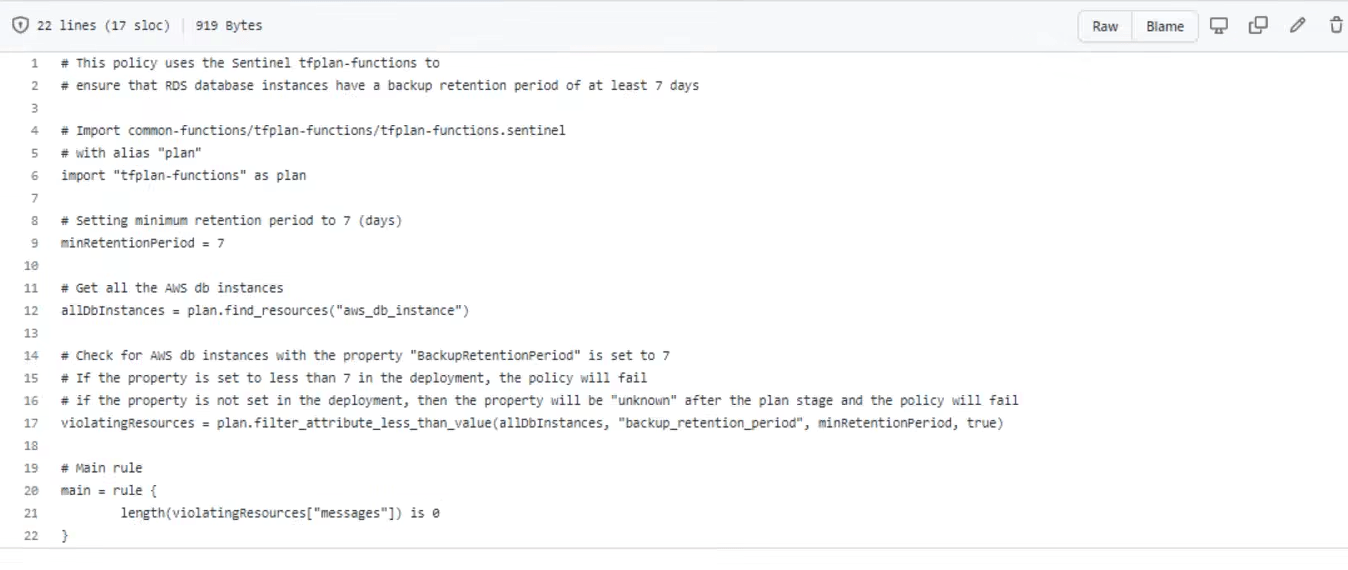 22 lines (17 sloc) 919 Bytes Raw Blame
1 # This policy uses the Sentinel tfplan-functions to
2 # ensure that RDS database instances have a backup retention period of at least 7 days
3
4 # Import common-functions/tfplan-functions/tfplan-functions.sentinel
5 # with alias "plan"
6 import "tfplan-functions" as plan
7
8 # Setting minimum retention period to 7 (days)
9 minRetentionPeriod = 7
10
11 # Get all the AWS db instances
12 allDbInstances = plan.find_resources("aws_db_instance")
13
14 # Check for AWS db instances with the property "BackupRetentionPeriod" is set to 7
15 # If the property is set to less than 7 in the deployment, the policy will fail
16 # if the property is not set in the deployment, then the property will be "unknown" after the plan stage and the policy will fail
17 violatingResources = plan.filter_attribute_less_than_value(allDbInstances, "backup_retention_period", minRetentionPeriod, true)
18
19 # Main rule
20 main = rule {
21 length(violatingResources["messages"]) is 0
22 }